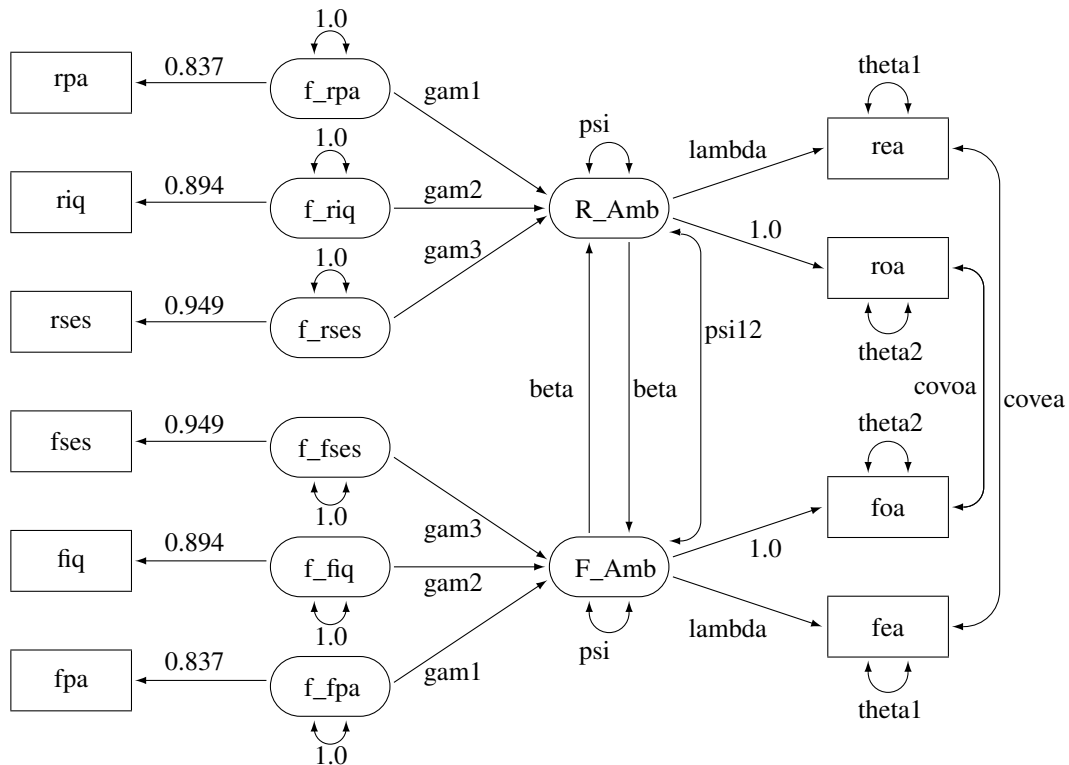 1.0
rpa
0.837
f_rpa
gam1
theta1
1.0
psi
lambda
rea
riq
0.894
f_riq
gam2
R_Amb
1.0
gam3
1.0
roa
rses
0.949
f_rses
psi12
theta2
beta
beta
covoa
covea
fses
0.949
f_fses
theta2
1.0
gam3
foa
1.0
fiq
0.894
f_fiq
gam2
F_Amb
1.0
lambda
fea
psi
fpa
0.837
f_fpa
gam1
theta1
1.0